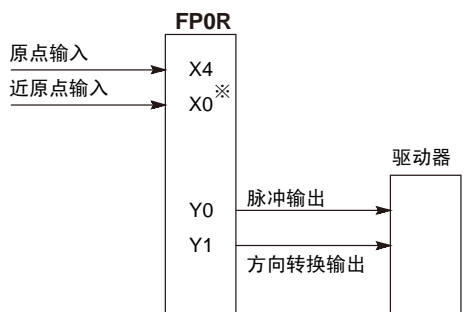 FP0R
原点输入
X4
近原点输入
X0※
驱动器
Y0
脉冲输出
Y1
方向转换输出